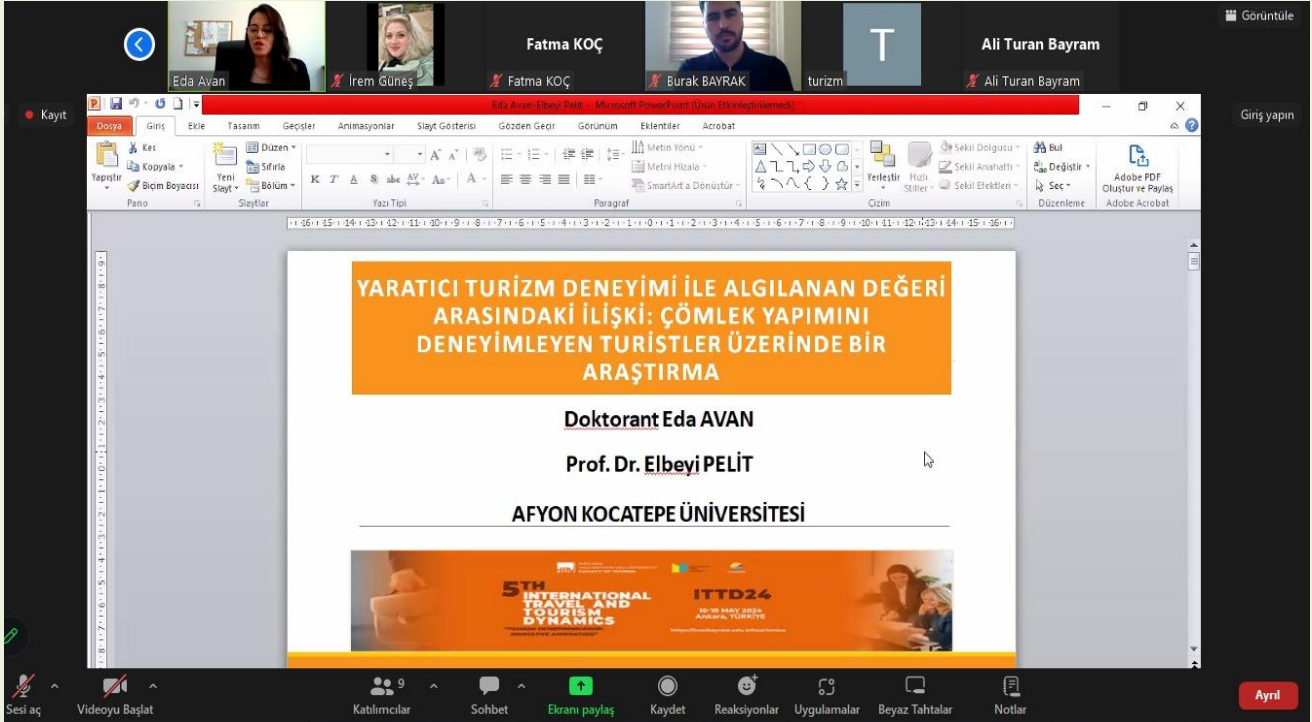 Görüntüle
Fatma KOÇ
T
Ali Turan Bayram
Eda Avan
İrem Güneş
Fatma KOÇ
Burak BAYRAK
turizm
Ali Turan Bayram
Kayıt
Giriş yapın
Eda Avan-Elbeyi Pelit - Microsoft PowerPoint (Ürün Etkinleştirilemedi)
Dosya Giriş Ekle Tasarım Geçişler Animasyonlar Slayt Gösterisi Gözden Geçir Görünüm Eklentiler Acrobat
Yapıştır
Kes
Kopyala
Biçim Boyacısı
Pano
Yeni Slayt
Düzen
Sıfırla
Bölüm
Slaytlar
Yazı Tipi
Metin Yönü
Metni Hizala
SmartArt'a Dönüştür
Paragraf
Yerleştir
Hızlı Stiller
Şekil Dolgusu
Şekil Anahattı
Şekil Efektleri
Çizim
Bul
Değiştir
Seç
Düzenleme
Adobe PDF
Oluştur ve Paylaş
Adobe Acrobat
YARATICI TURİZM DENEYİMİ İLE ALGILANAN DEĞERİ
ARASINDAKİ İLİŞKİ: ÇÖMLEK YAPIMINI
DENEYİMLEYEN TURİSTLER ÜZERİNDE BİR
ARAŞTIRMA
Doktorant Eda AVAN
Prof. Dr. Elbeyi PELİT
AFYON KOCATEPE ÜNİVERSİTESİ
5TH
INTERNATIONAL
TRAVEL AND
TOURISM
DYNAMICS
ITTD24
16-18 MAY 2024
Ankara, TÜRKİYE
Sesi aç
Videoyu Başlat
9
Katılımcılar
Sohbet
Ekranı paylaş
Kaydet
Reaksiyonlar
Uygulamalar
Beyaz Tahtalar
Notlar
Ayrıl